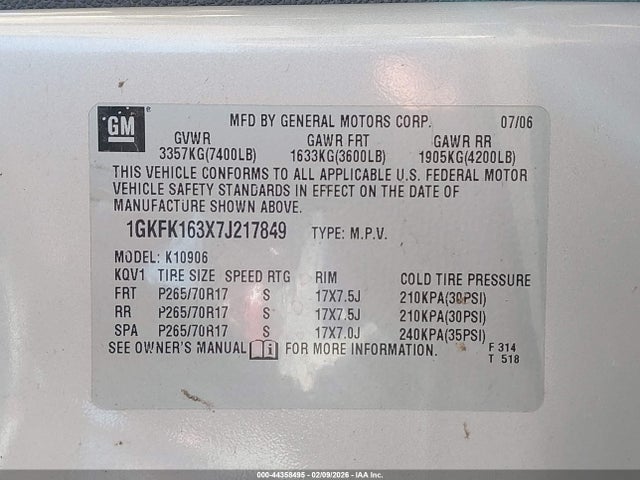 GM
MFD BY GENERAL MOTORS CORP. 07/06
GVWR GAWR FRT GAWR RR
3357KG(7400LB) 1633KG(3600LB) 1905KG(4200LB)
THIS VEHICLE CONFORMS TO ALL APPLICABLE U.S. FEDERAL MOTOR
VEHICLE SAFETY STANDARDS IN EFFECT ON THE DATE OF
MANUFACTURE SHOWN ABOVE.
1GKFK163X7J217849 TYPE: M.P.V.
MODEL: K10906
KQV1 TIRE SIZE SPEED RTG RIM COLD TIRE PRESSURE
FRT P265/70R17 S 17X7.5J 210KPA(30PSI)
RR P265/70R17 S 17X7.5J 210KPA(30PSI)
SPA P265/70R17 S 17X7.0J 240KPA(35PSI)
SEE OWNER'S MANUAL FOR MORE INFORMATION.
F 314
T 518
000-44358495 - 02/09/2026 - IAA Inc.